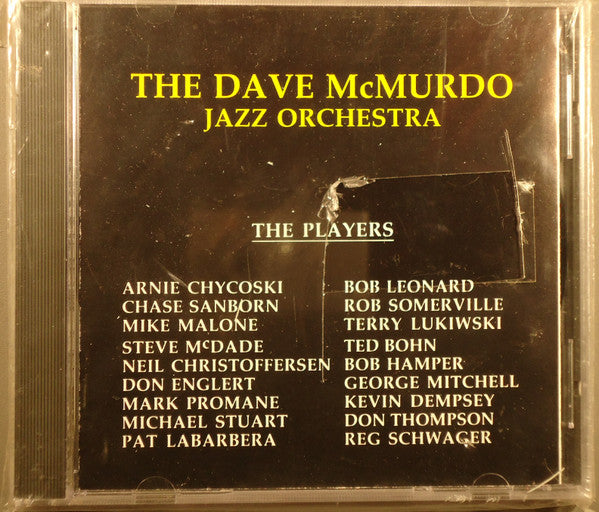 THE DAVE McMURDO
JAZZ ORCHESTRA
THE PLAYERS
ARNIE CHYCOSKI
CHASE SANBORN
MIKE MALONE
STEVE McDADE
NEIL CHRISTOFFERSEN
DON ENGLERT
MARK PROMANE
MICHAEL STUART
PAT LABARBERA
BOB LEONARD
ROB SOMERVILLE
TERRY LUKIWSKI
TED BOHN
BOB HAMPER
GEORGE MITCHELL
KEVIN DEMPSEY
DON THOMPSON
REG SCHWAGER